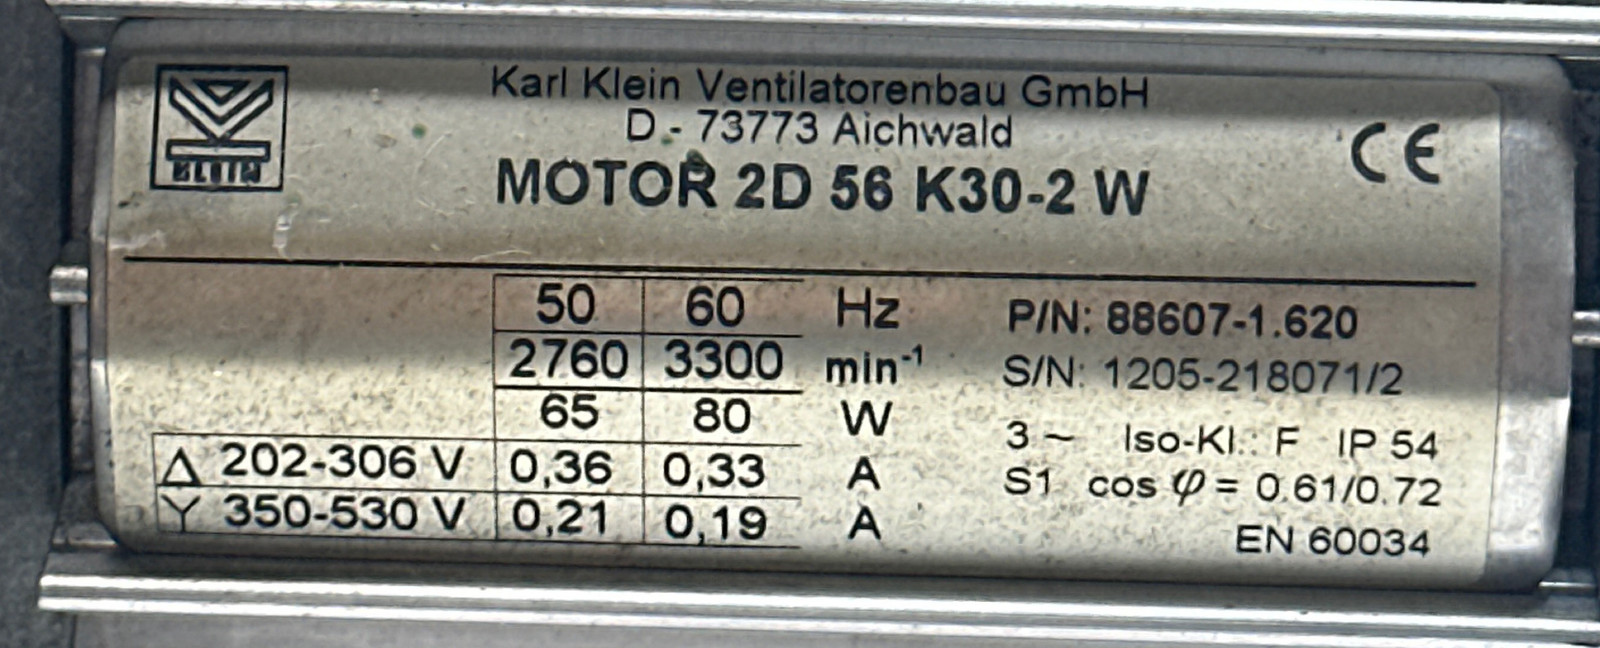 KLEIN
Karl Klein Ventilatorenbau GmbH
D - 73773 Aichwald
CE
MOTOR 2D 56 K30-2 W
50 60 Hz
2760 3300 min-1
65 80 W
Δ 202-306 V 0,36 0,33 A
Y 350-530 V 0,21 0,19 A
P/N: 88607-1.620
S/N: 1205-218071/2
3 ~ Iso-Kl.: F IP 54
S1 cos φ = 0.61/0.72
EN 60034